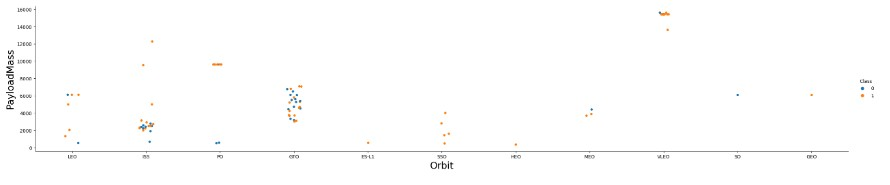 16000
14000
12000
10000
8000
6000
4000
2000
0
PayloadMass
LEO ISS PO GTO ES-L1 SSO HEO MEO VLEO SO GEO
Orbit
Class
0
1